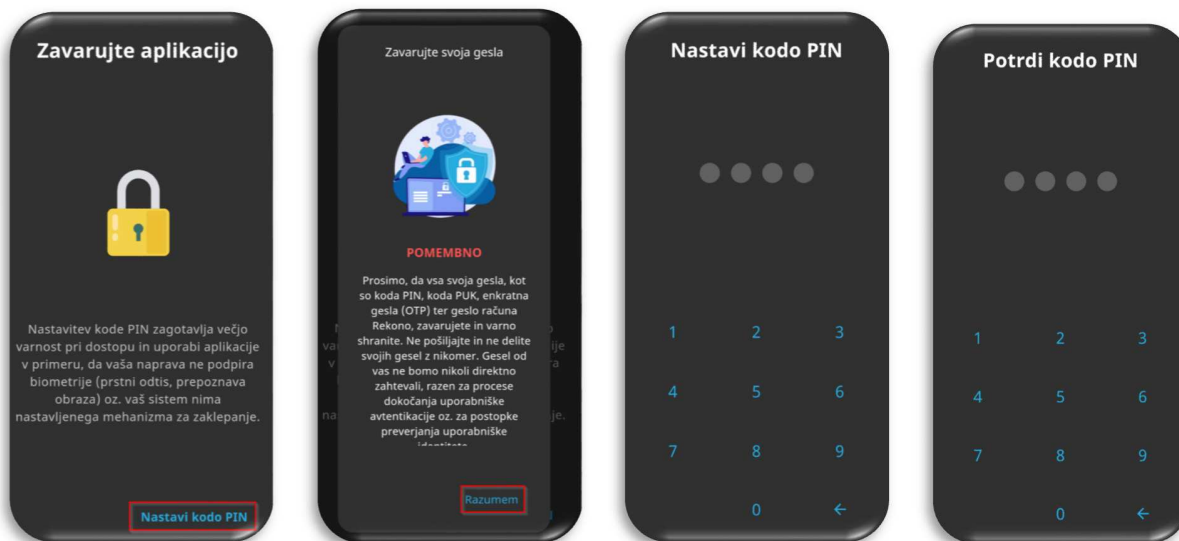 Zavarujte aplikacijo
Nastavitev kode PIN zagotavlja večjo
varnost pri dostopu in uporabi aplikacije
v primeru, da vaša naprava ne podpira
biometrije (prstni odtis, prepoznava
obraza) oz. vaš sistem nima
nastavljenega mehanizma za zaklepanje.
Nastavi kodo PIN
Zavarujte svoja gesla
POMEMBNO
Prosimo, da vsa svoja gesla, kot
so koda PIN, koda PUK, enkratna
gesla (OTP) ter geslo računa
Rekono, zavarujete in varno
shranite. Ne pošiljajte in ne delite
svojih gesel z nikomer. Gesel od
vas ne bomo nikoli direktno
zahtevali, razen za procese
dokočanja uporabniške
avtentikacije oz. za postopke
preverjanja uporabniške
Razumem
Nastavi kodo PIN
1 2 3
4 5 6
7 8 9
0 ←
Potrdi kodo PIN
1 2 3
4 5 6
7 8 9
0 ←